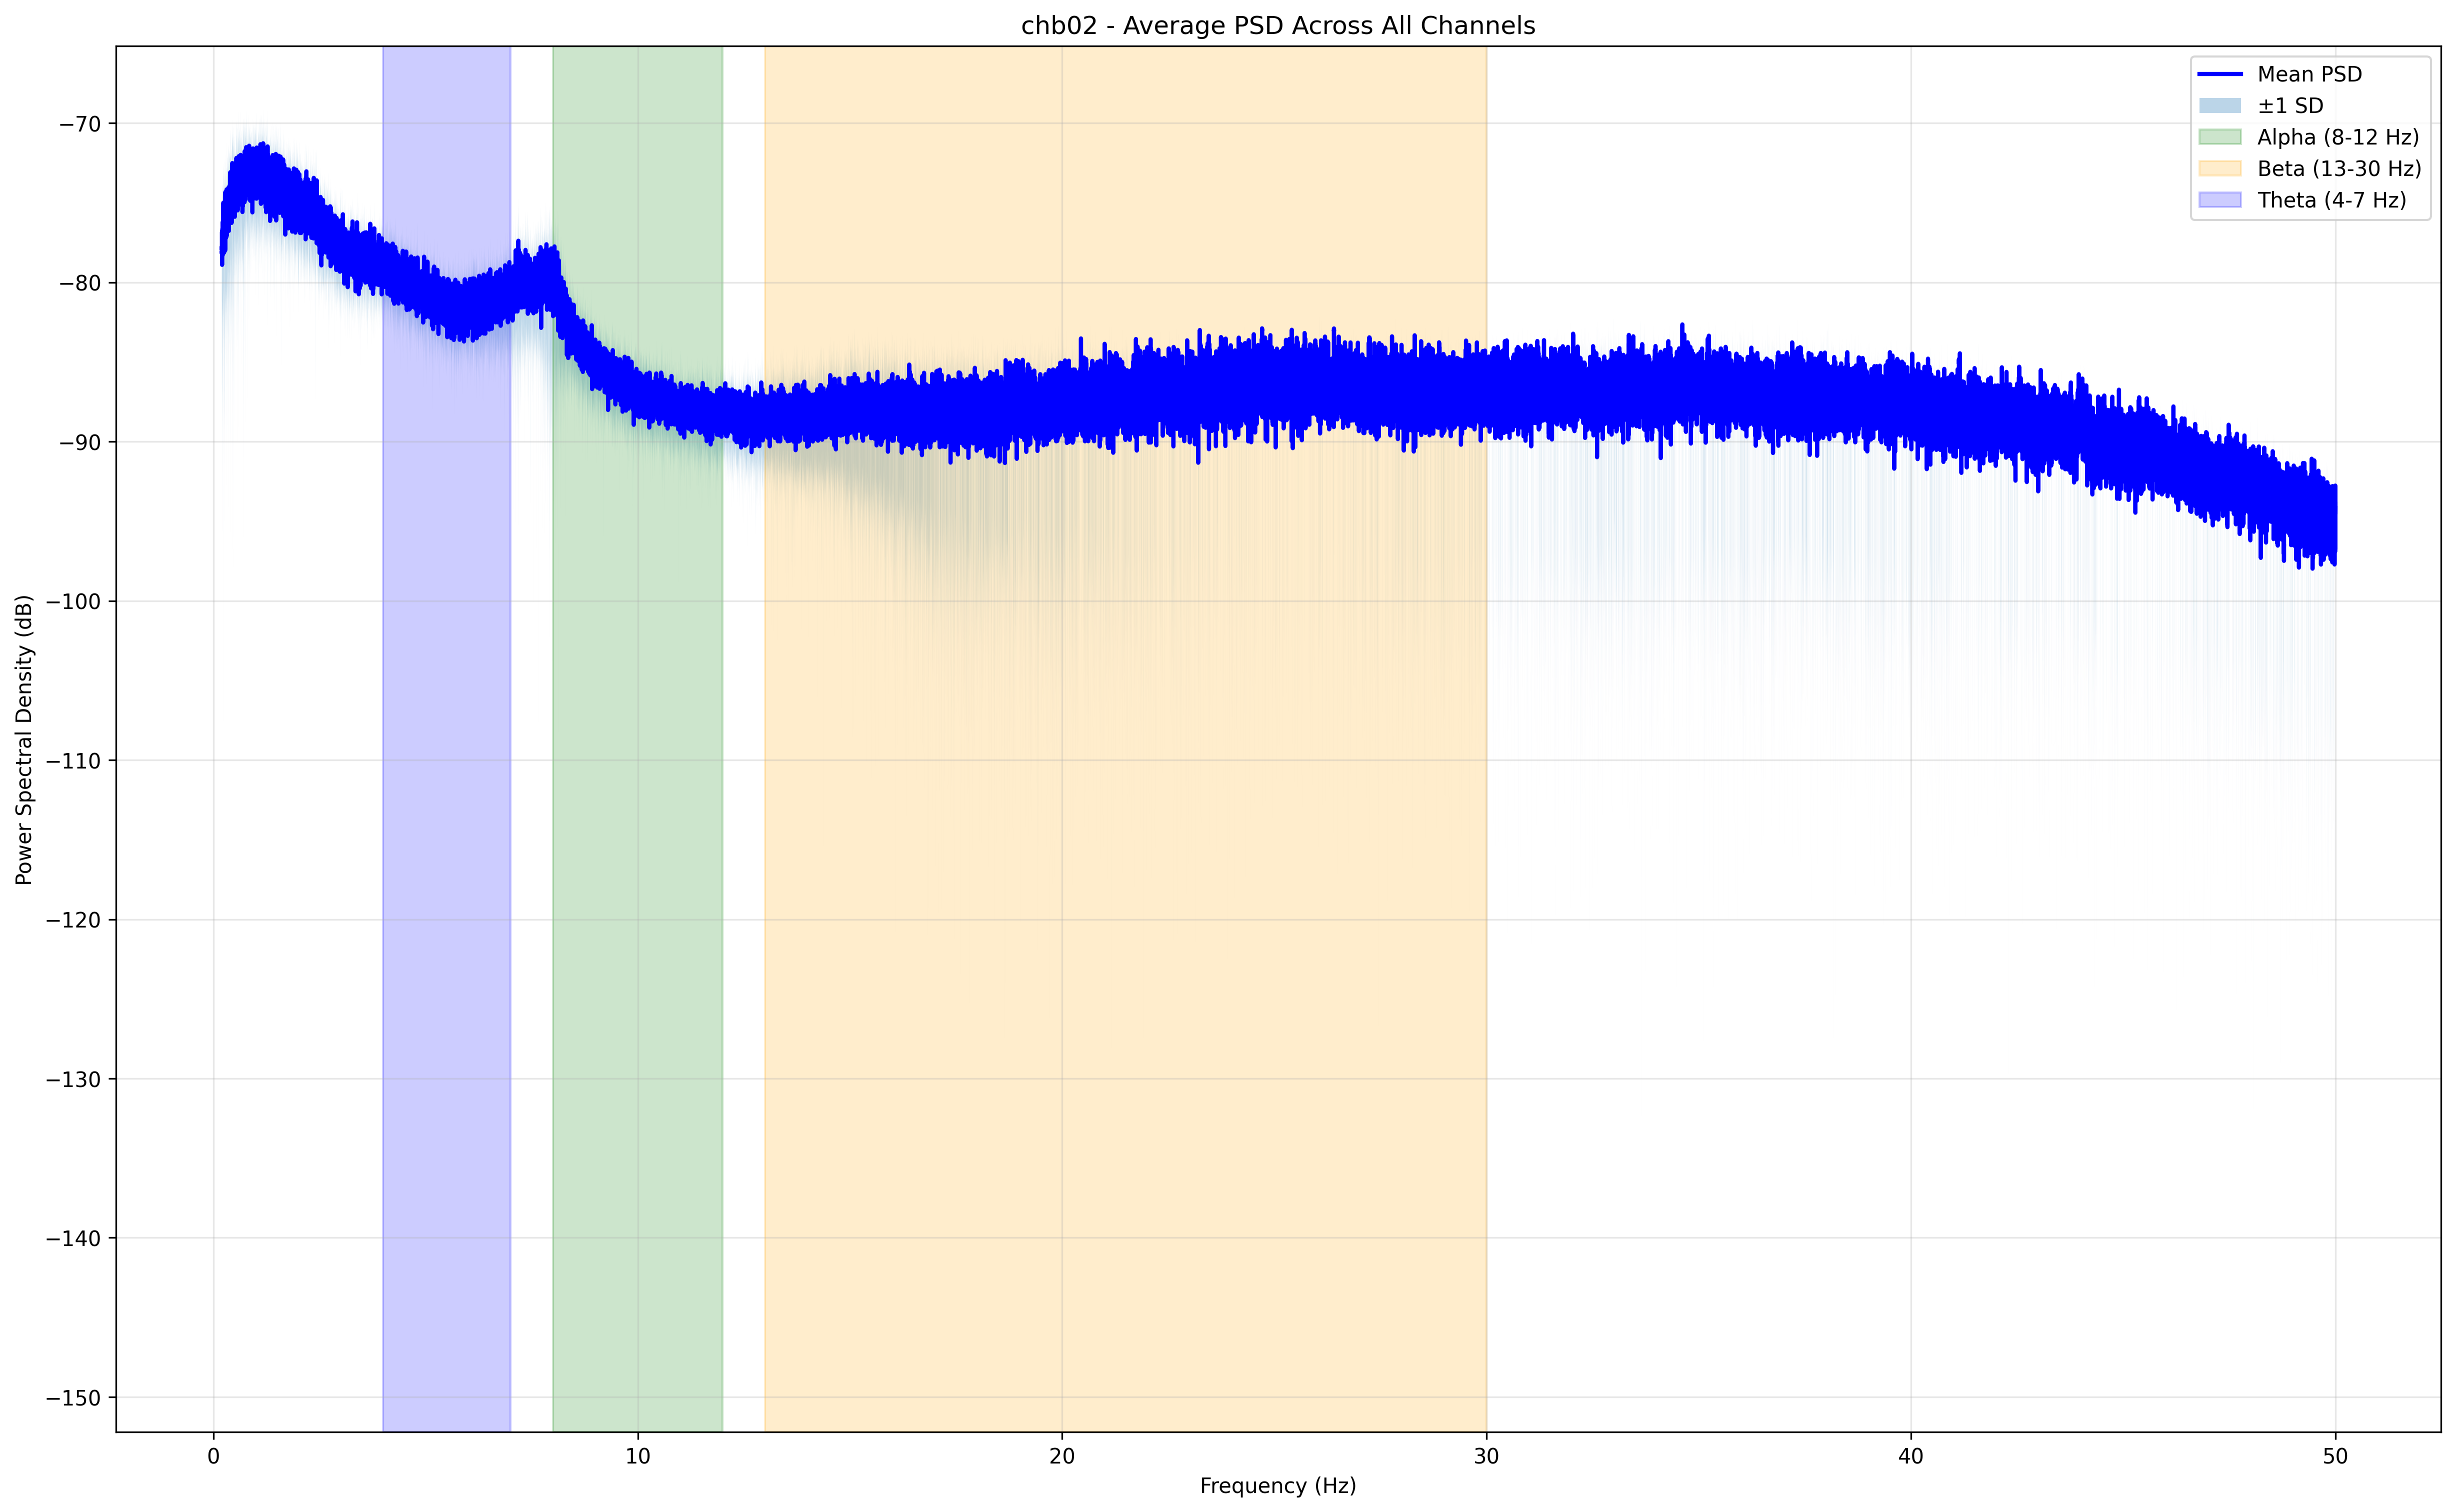 chb02 - Average PSD Across All Channels
Mean PSD
±1 SD
Alpha (8-12 Hz)
Beta (13-30 Hz)
Theta (4-7 Hz)
Power Spectral Density (dB)
−70
−80
−90
−100
−110
−120
−130
−140
−150
0 10 20 30 40 50
Frequency (Hz)